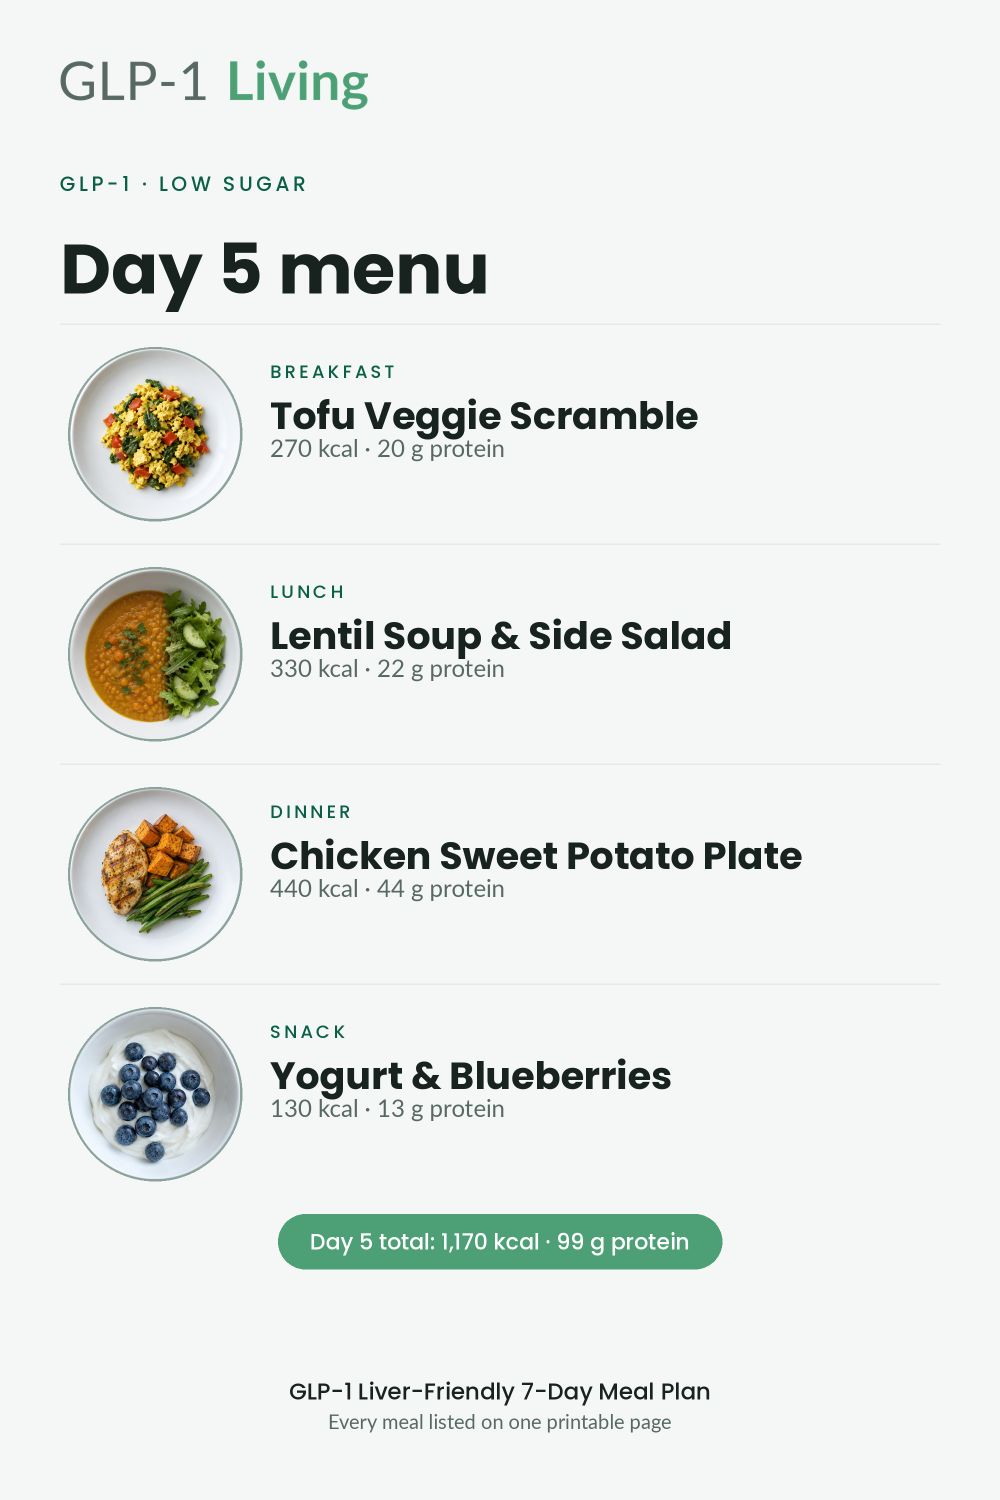 GLP-1 Living
GLP-1 · LOW SUGAR
Day 5 menu
BREAKFAST
Tofu Veggie Scramble
270 kcal · 20 g protein
LUNCH
Lentil Soup & Side Salad
330 kcal · 22 g protein
DINNER
Chicken Sweet Potato Plate
440 kcal · 44 g protein
SNACK
Yogurt & Blueberries
130 kcal · 13 g protein
Day 5 total: 1,170 kcal · 99 g protein
GLP-1 Liver-Friendly 7-Day Meal Plan
Every meal listed on one printable page